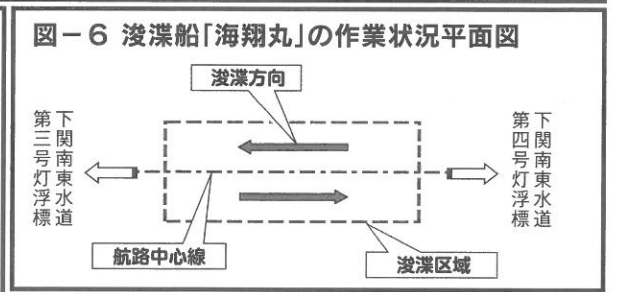 図－6 浚渫船「海翔丸」の作業状況平面図
浚渫方向
下関南東水道
第三号灯浮標
下関南東水道
第四号灯浮標
航路中心線
浚渫区域